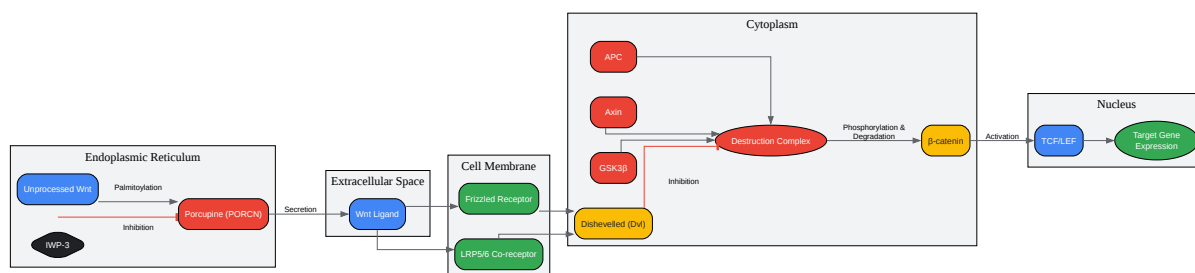 Endoplasmic Reticulum
Unprocessed Wnt
Palmitoylation
Porcupine (PORCN)
Inhibition
IWP-3
Secretion
Extracellular Space
Wnt Ligand
Cell Membrane
Frizzled Receptor
LRP5/6 Co-receptor
Cytoplasm
APC
Axin
GSK3β
Dishevelled (Dvl)
Inhibition
Destruction Complex
Phosphorylation &
Degradation
β-catenin
Activation
Nucleus
TCF/LEF
Target Gene
Expression